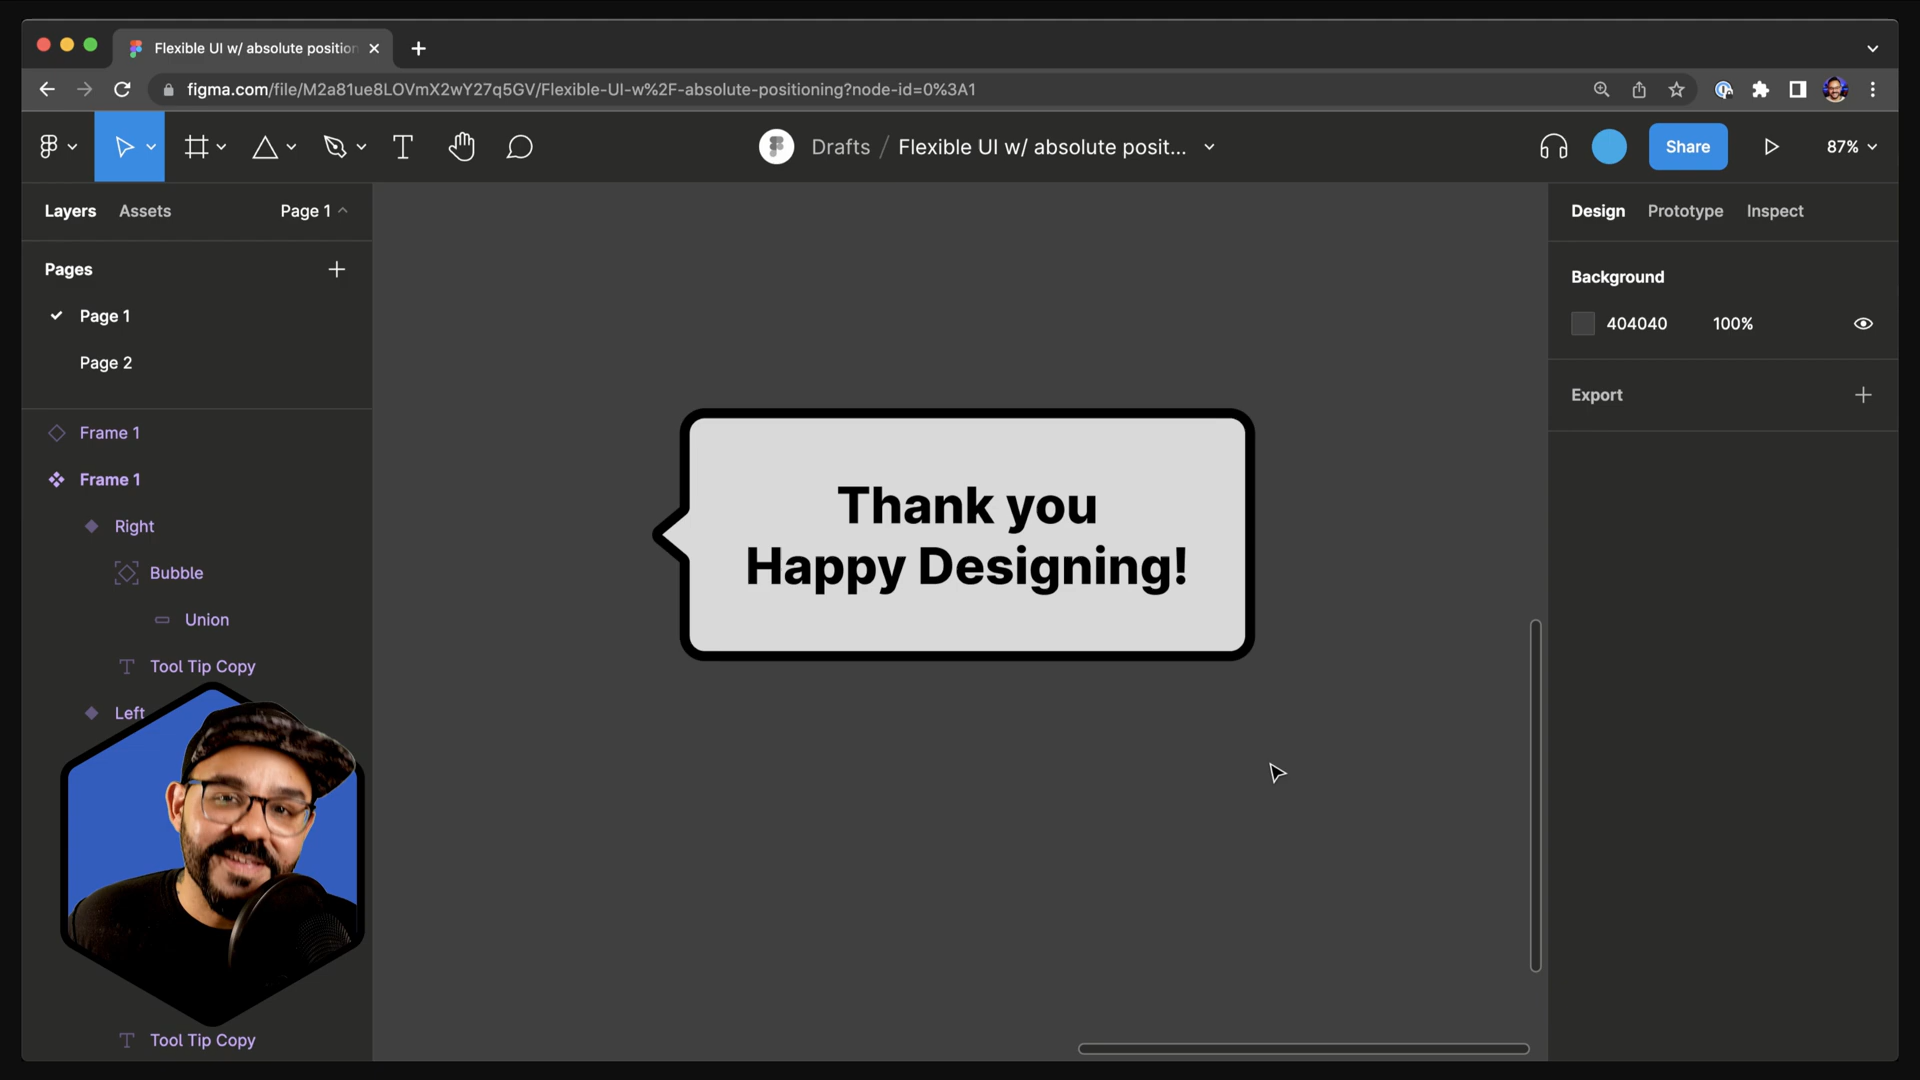 Flexible UI w/ absolute position
figma.com/file/M2a81ue8LOVmX2wY27q5GV/Flexible-UI-w%2F-absolute-positioning?node-id=0%3A1
Drafts / Flexible UI w/ absolute posit...
Share
87%
Layers
Assets
Page 1
Pages
Page 1
Page 2
Frame 1
Frame 1
Right
Bubble
Union
Tool Tip Copy
Left
Tool Tip Copy
Thank you
Happy Designing!
Design
Prototype
Inspect
Background
404040
100%
Export